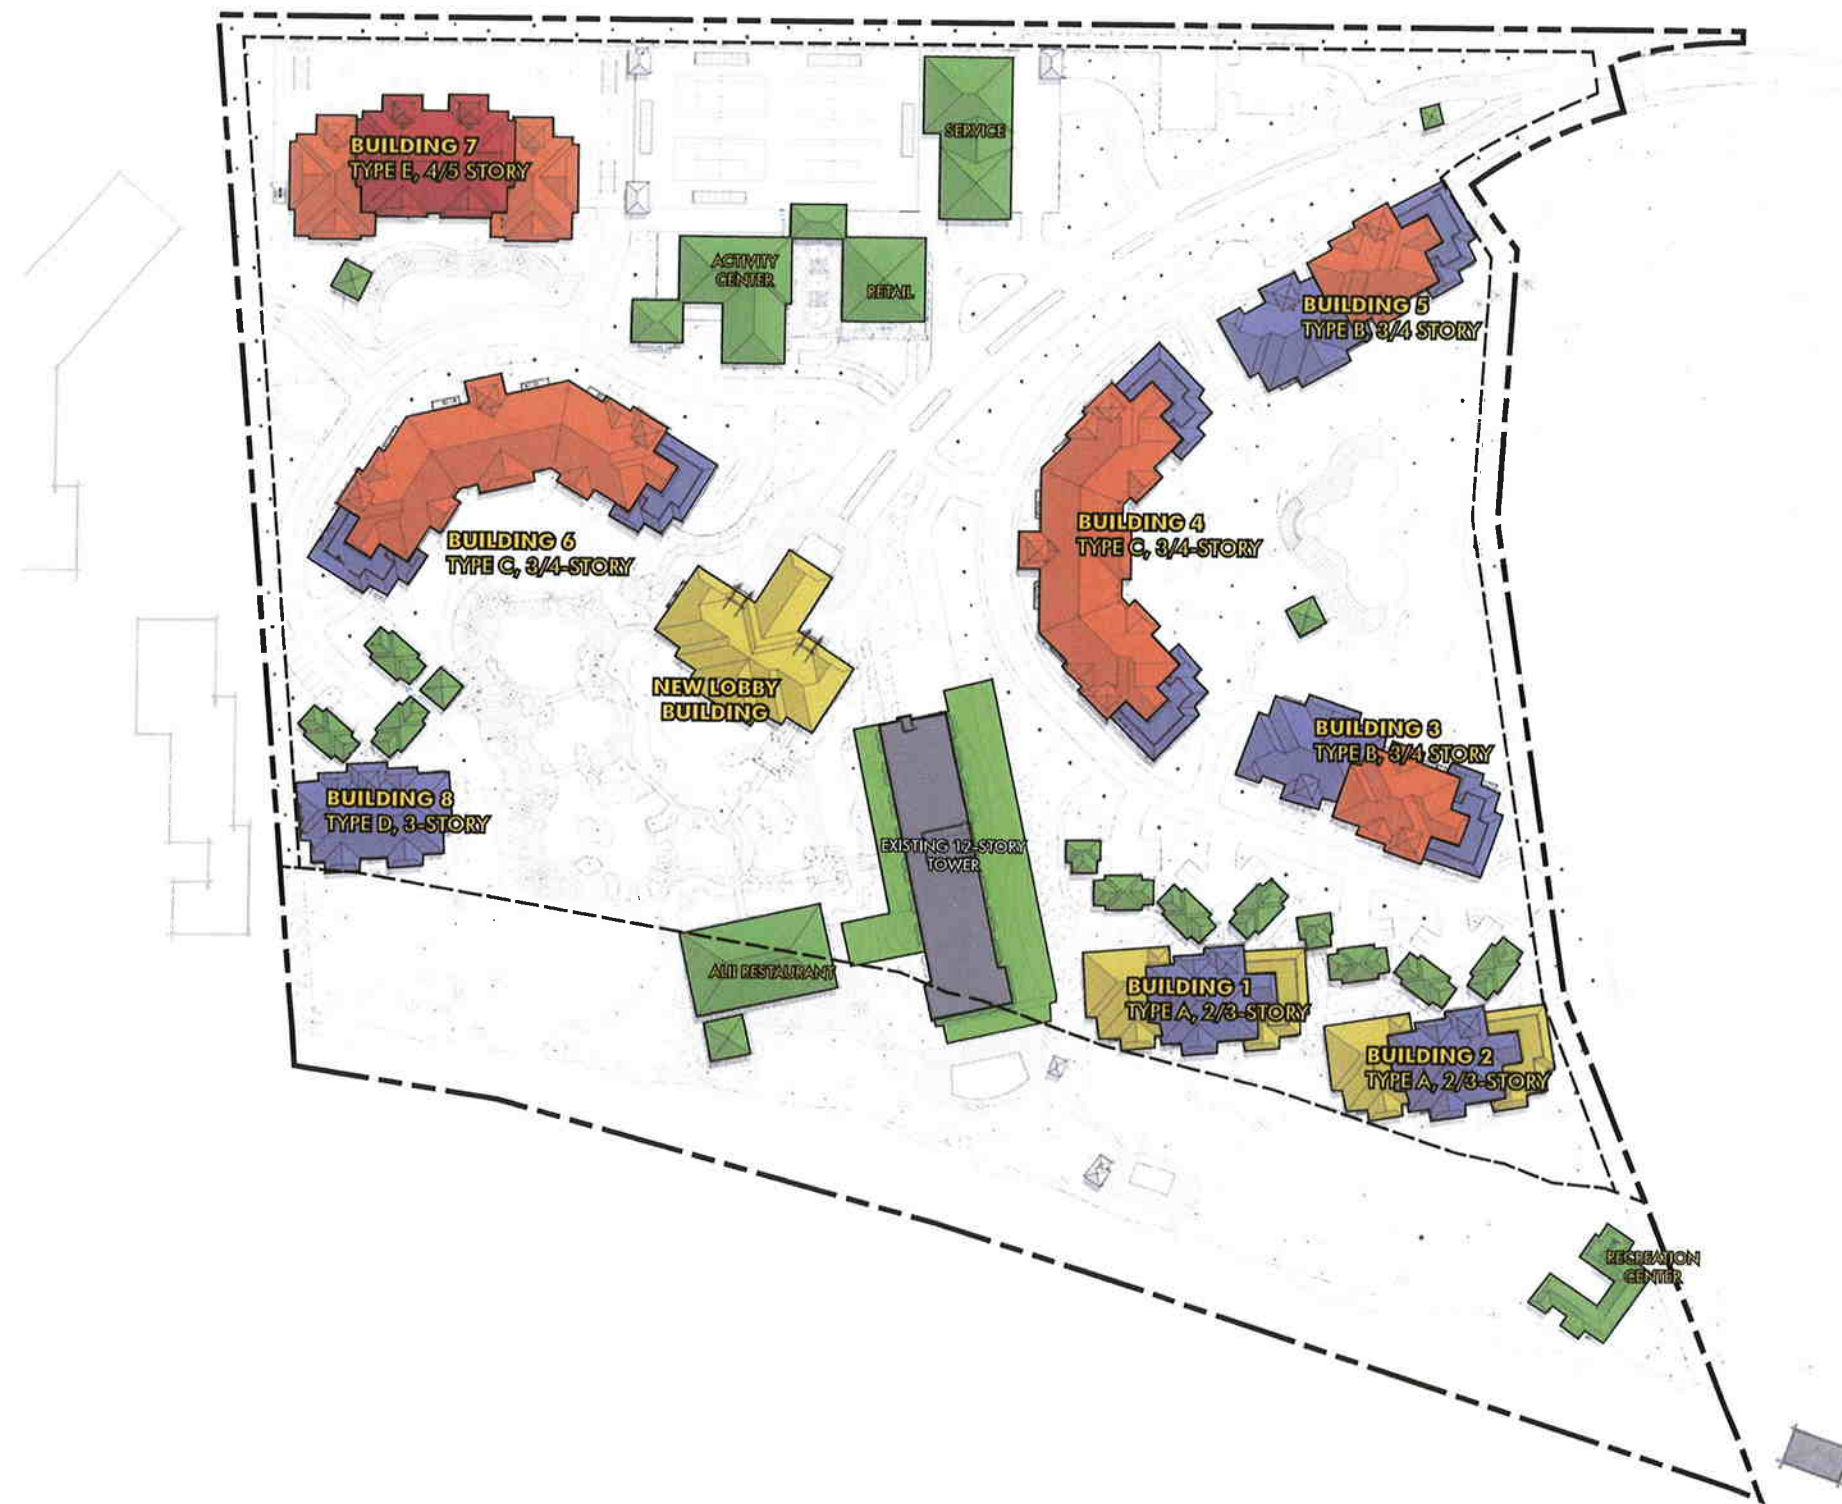 SERVICE
BUILDING 7
TYPE E, 4/5 STORY
ACTIVITY
CENTER
RETAIL
BUILDING 5
TYPE B, 3/4 STORY
BUILDING 6
TYPE C, 3/4-STORY
BUILDING 4
TYPE C, 3/4-STORY
NEW LOBBY
BUILDING
BUILDING 3
TYPE B, 3/4 STORY
BUILDING 8
TYPE D, 3-STORY
EXISTING 12-STORY
TOWER
ALII RESTAURANT
BUILDING 1
TYPE A, 2/3-STORY
BUILDING 2
TYPE A, 2/3-STORY
RECREATION
CENTER